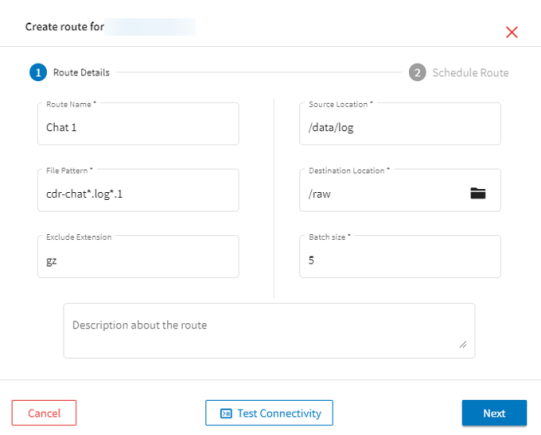 Create route for
1 Route Details
2 Schedule Route
Route Name *
Chat 1
Source Location *
/data/log
File Pattern *
cdr-chat*.log*.1
Destination Location *
/raw
Exclude Extension
gz
Batch size *
5
Description about the route
Cancel
Test Connectivity
Next